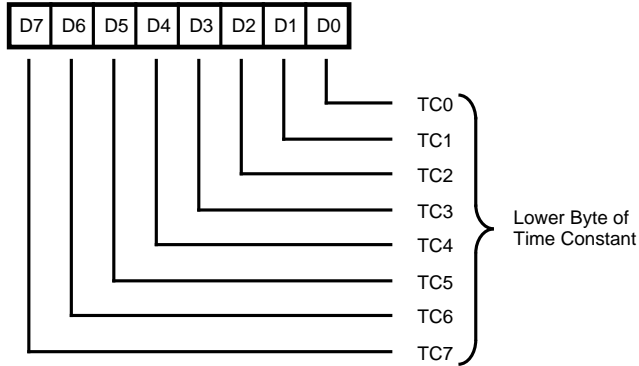 D7 D6 D5 D4 D3 D2 D1 D0
TC0
TC1
TC2
TC3
TC4
TC5
TC6
TC7
Lower Byte of
Time Constant